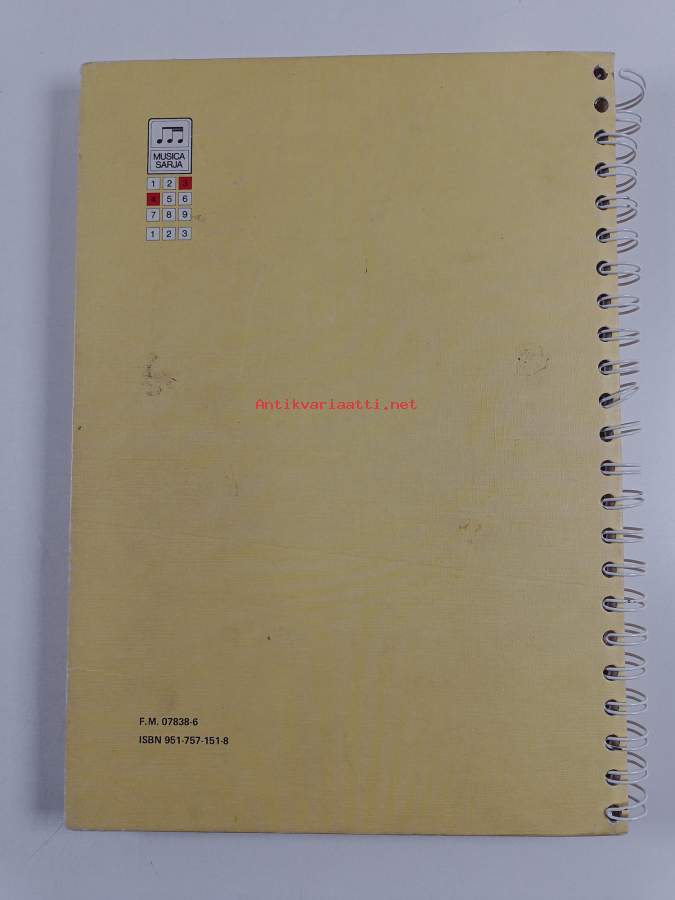 MUSICA
SARJA
1 2 3
4 5 6
7 8 9
1 2 3
Antikvariaatti.net
F.M. 07838-6
ISBN 951-757-151-8